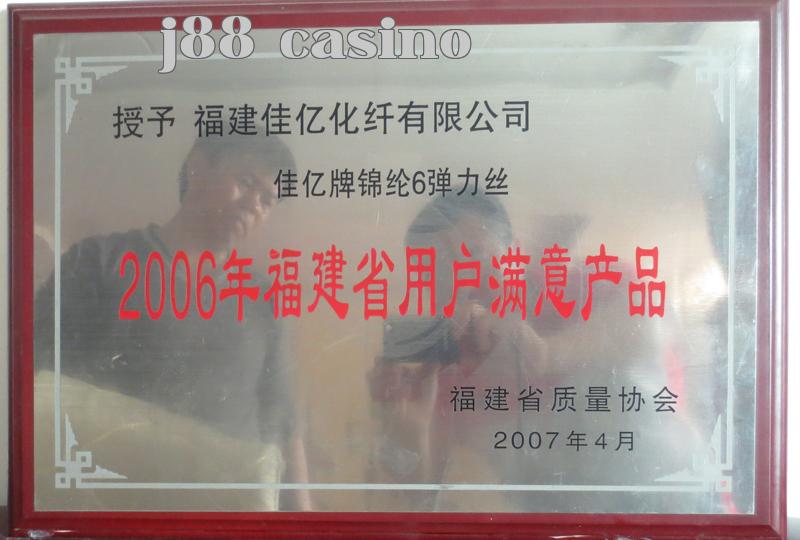 j88 casino
授予 福建佳亿化纤有限公司
佳亿牌锦纶6弹力丝
2006年福建省用户满意产品
福建省质量协会
2007年4月